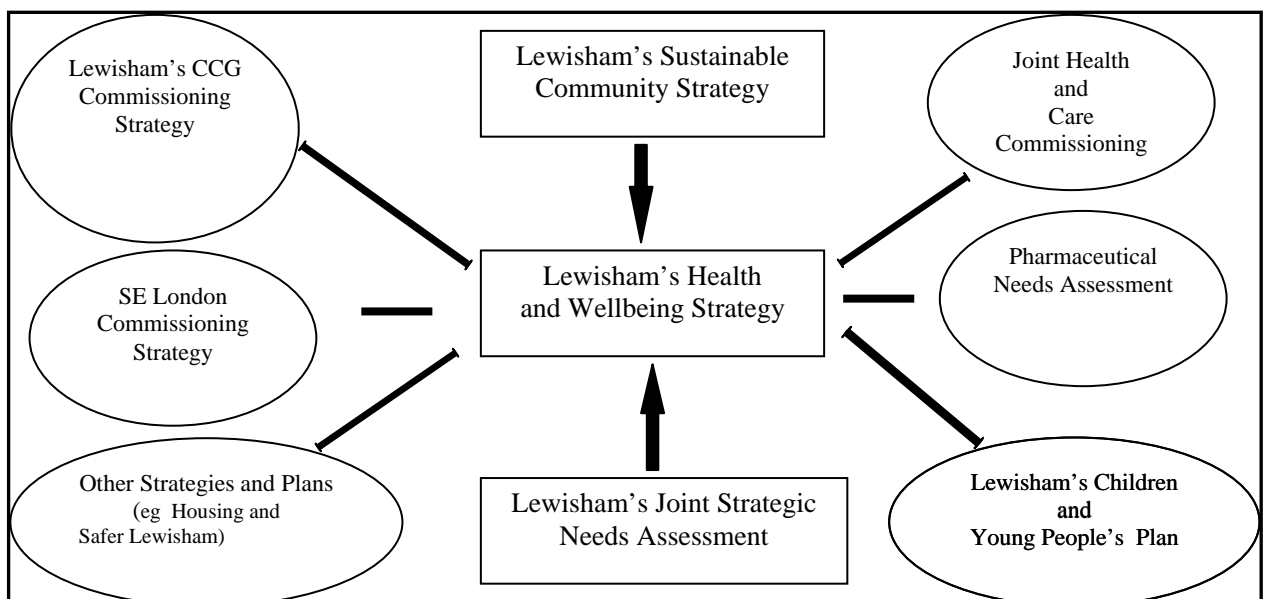 Lewisham's CCG
Commissioning
Strategy
Lewisham's Sustainable
Community Strategy
Joint Health
and
Care
Commissioning
SE London
Commissioning
Strategy
Lewisham's Health
and Wellbeing Strategy
Pharmaceutical
Needs Assessment
Other Strategies and Plans
(eg Housing and
Safer Lewisham)
Lewisham's Joint Strategic
Needs Assessment
Lewisham's Children
and
Young People's Plan